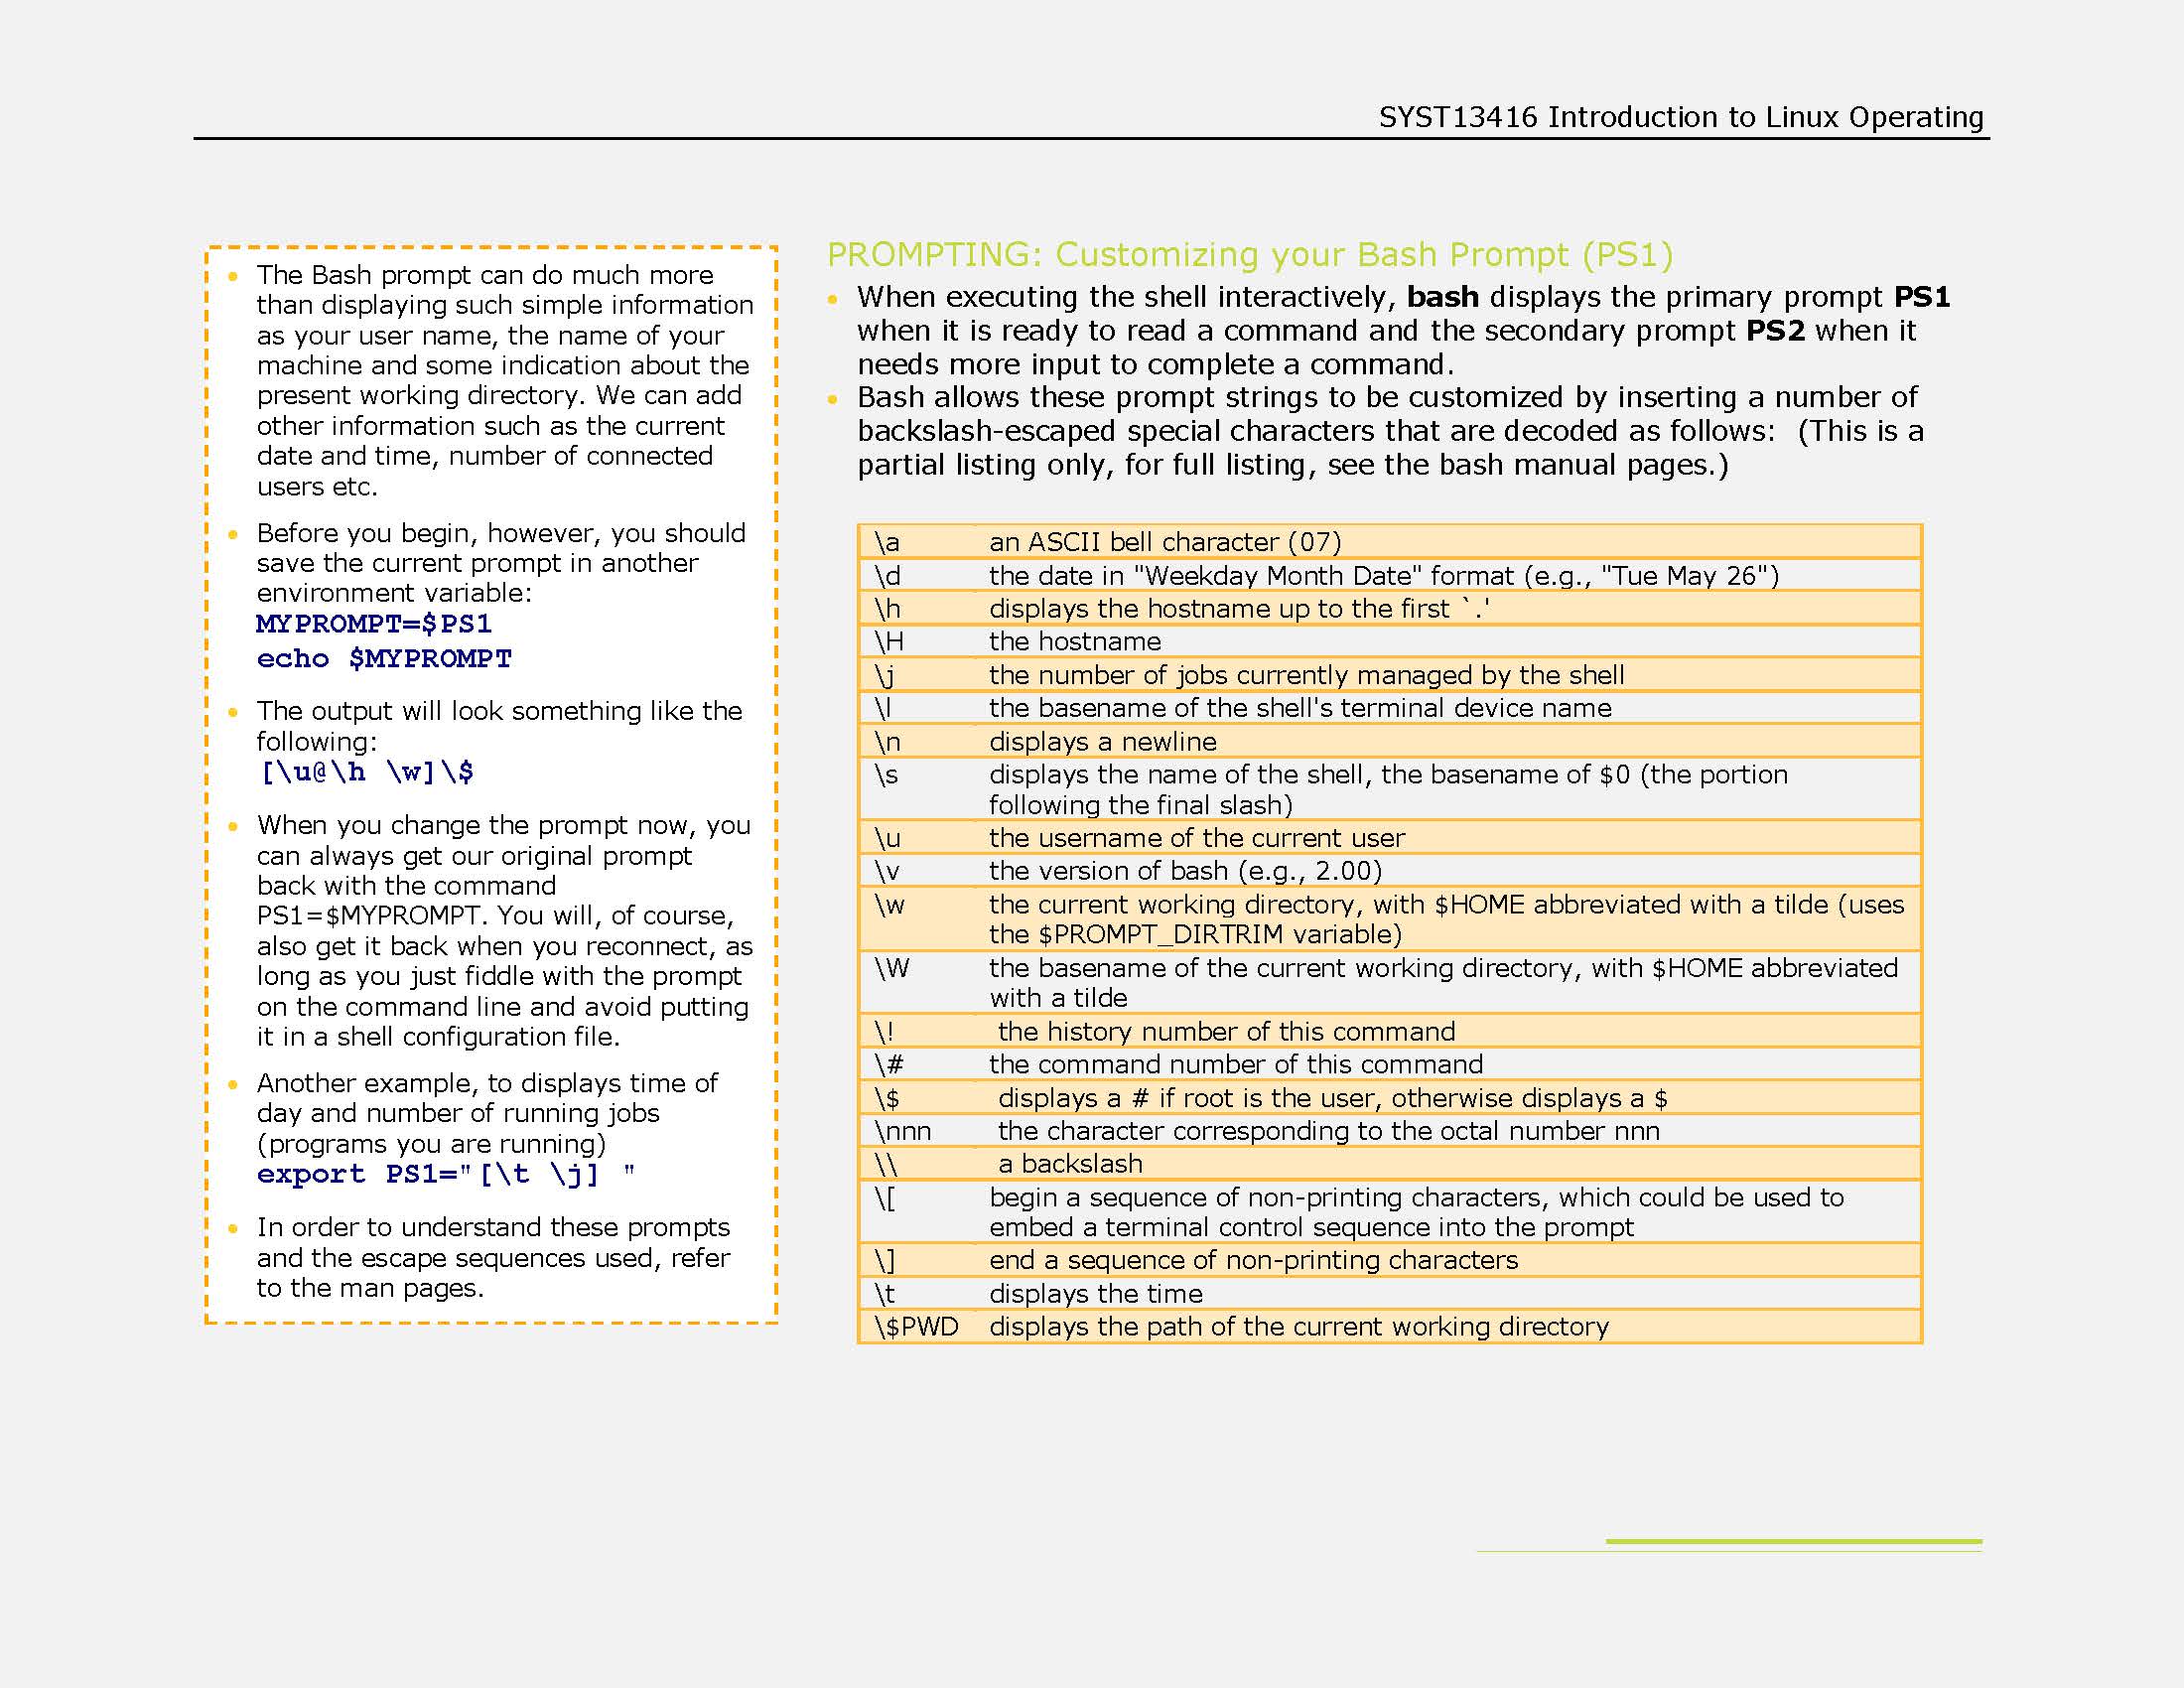 SYST13416 Introduction to Linux Operating
The Bash prompt can do much more
than displaying such simple information
as your user name, the name of your
machine and some indication about the
present working directory. We can add
other information such as the current
date and time, number of connected
users etc.
Before you begin, however, you should
save the current prompt in another
environment variable:
MYPROMPT=$PS1
echo $MYPROMPT
The output will look something like the
following:
[\u@\h \w]\$
When you change the prompt now, you
can always get our original prompt
back with the command
PS1=$MYPROMPT. You will, of course,
also get it back when you reconnect, as
long as you just fiddle with the prompt
on the command line and avoid putting
it in a shell configuration file.
Another example, to displays time of
day and number of running jobs
(programs you are running)
export PS1="[\t \j] "
In order to understand these prompts
and the escape sequences used, refer
to the man pages.
PROMPTING: Customizing your Bash Prompt (PS1)
When executing the shell interactively, bash displays the primary prompt PS1
when it is ready to read a command and the secondary prompt PS2 when it
needs more input to complete a command.
Bash allows these prompt strings to be customized by inserting a number of
backslash-escaped special characters that are decoded as follows:  (This is a
partial listing only, for full listing, see the bash manual pages.)
\a an ASCII bell character (07)
\d the date in "Weekday Month Date" format (e.g., "Tue May 26")
\h displays the hostname up to the first `.'
\H the hostname
\j the number of jobs currently managed by the shell
\l the basename of the shell's terminal device name
\n displays a newline
\s displays the name of the shell, the basename of $0 (the portion
following the final slash)
\u the username of the current user
\v the version of bash (e.g., 2.00)
\w the current working directory, with $HOME abbreviated with a tilde (uses
the $PROMPT_DIRTRIM variable)
\W the basename of the current working directory, with $HOME abbreviated
with a tilde
\! the history number of this command
\# the command number of this command
\$ displays a # if root is the user, otherwise displays a $
\nnn the character corresponding to the octal number nnn
\\ a backslash
\[ begin a sequence of non-printing characters, which could be used to
embed a terminal control sequence into the prompt
\] end a sequence of non-printing characters
\t displays the time
\$PWD displays the path of the current working directory